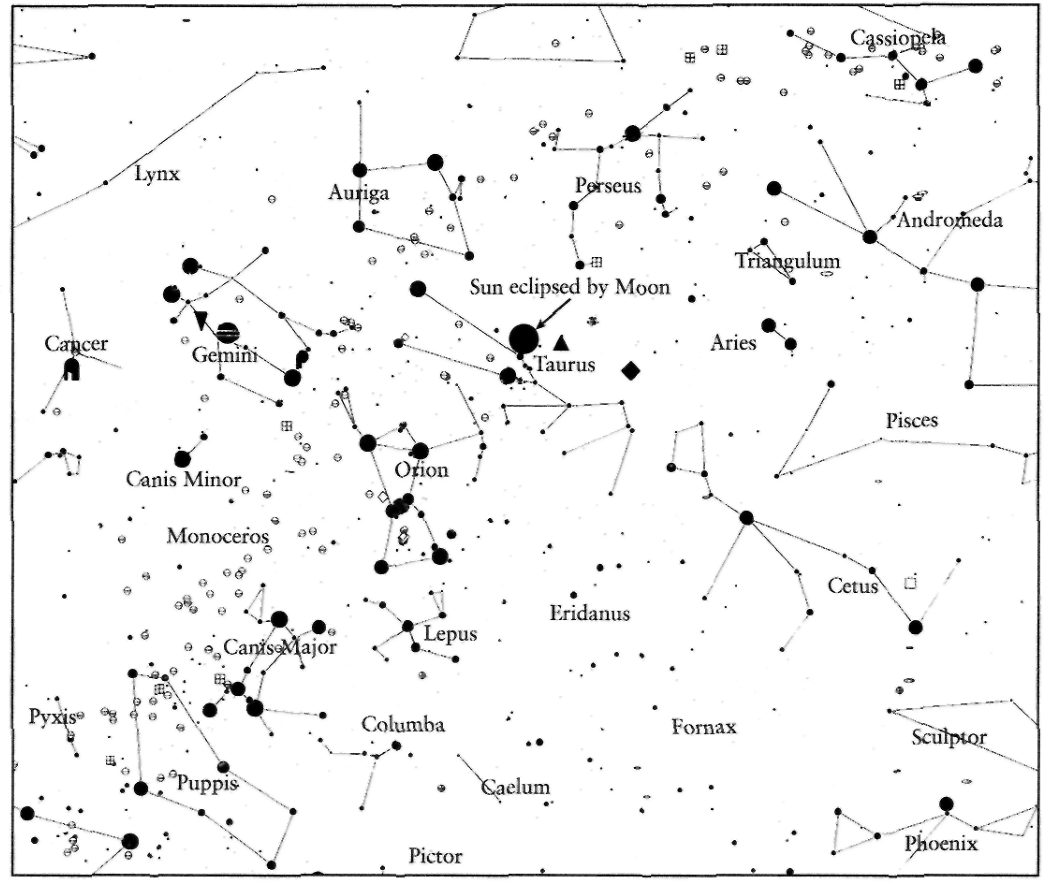 Cassiopeia
Lynx
Auriga
Perseus
Andromeda
Triangulum
Sun eclipsed by Moon
Cancer
Gemini
Taurus
Aries
Pisces
Orion
Canis Minor
Monoceros
Cetus
Eridanus
Lepus
Canis Major
Pyxis
Columba
Fornax
Sculptor
Puppis
Caelum
Phoenix
Pictor